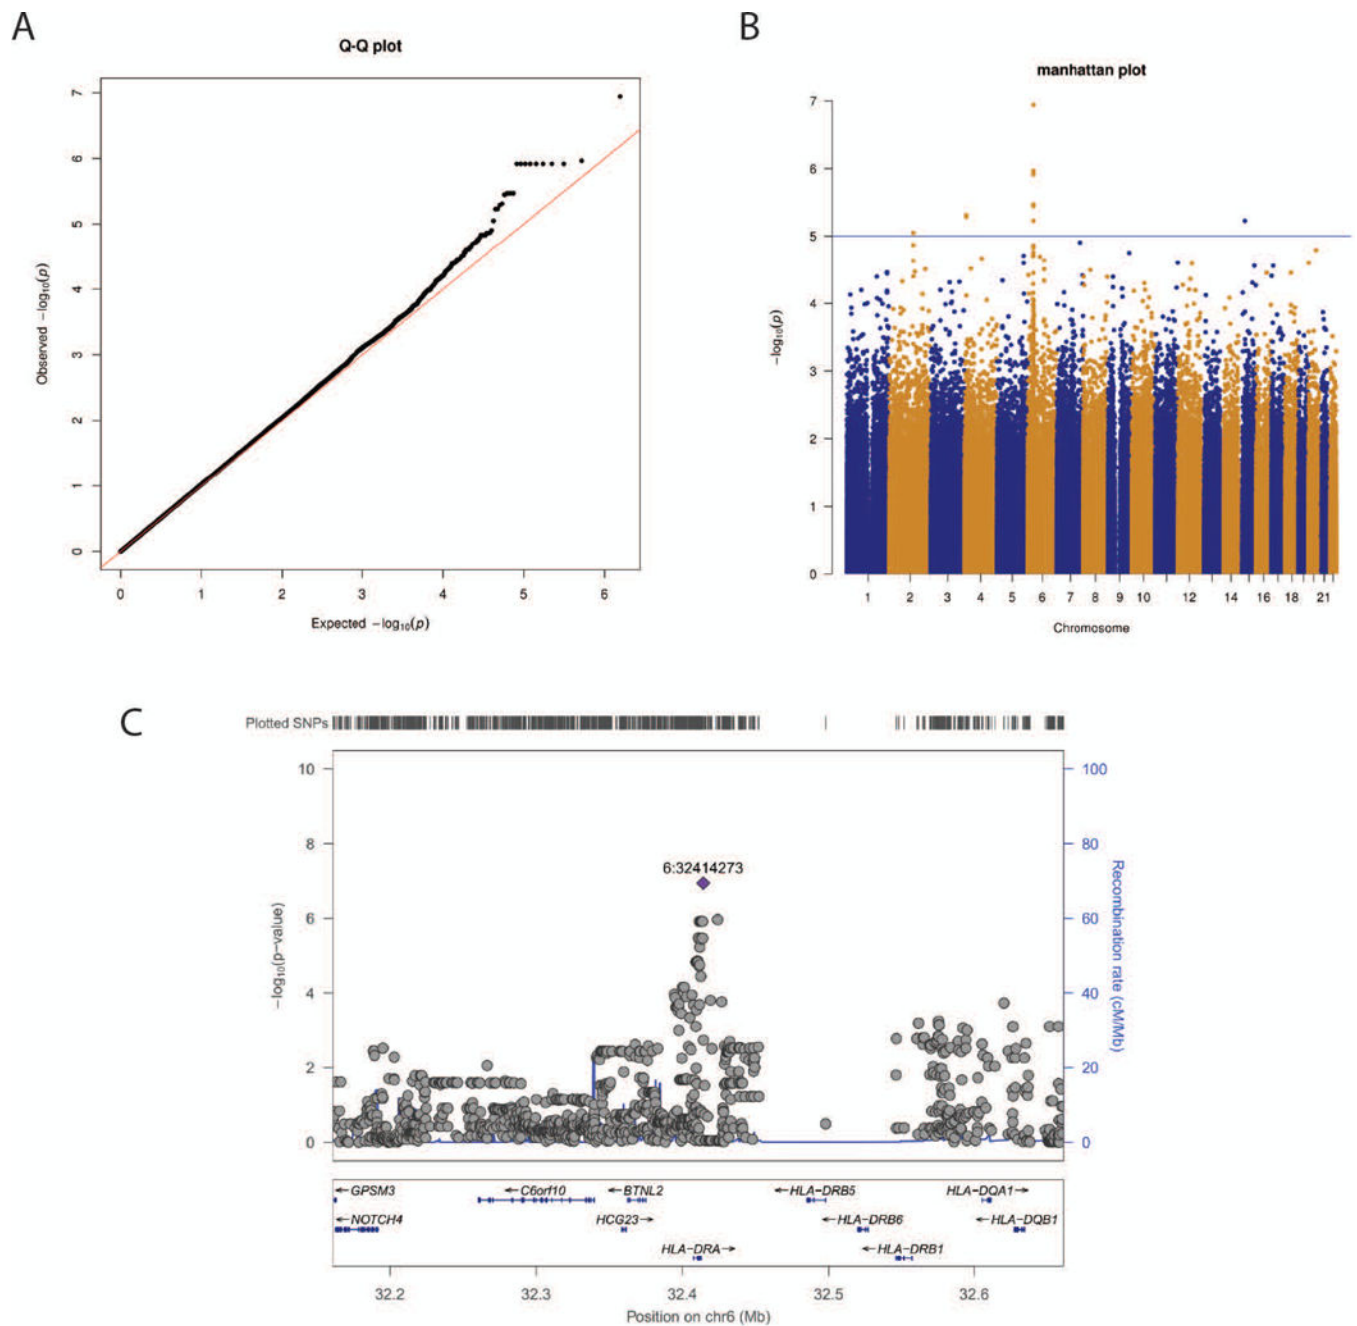 A
Q-Q plot
7
6
5
4
3
2
1
0
Observed −log10(p)
0 1 2 3 4 5 6
Expected −log10(p)
B
manhattan plot
7
6
5
4
3
2
1
0
−log10(p)
1 2 3 4 5 6 7 8 9 10 12 14 16 18 21
Chromosome
C
Plotted SNPs
10
8
6
4
2
0
−log10(p−value)
6:32414273
100
80
60
40
20
0
Recombination rate (cM/Mb)
←GPSM3 ←C6orf10 ←BTNL2 ←HLA−DRB5 HLA−DQA1→
←NOTCH4 HCG23→ ←HLA−DRB6 ←HLA−DQB1
HLA−DRA→ ←HLA−DRB1
32.2 32.3 32.4 32.5 32.6
Position on chr6 (Mb)